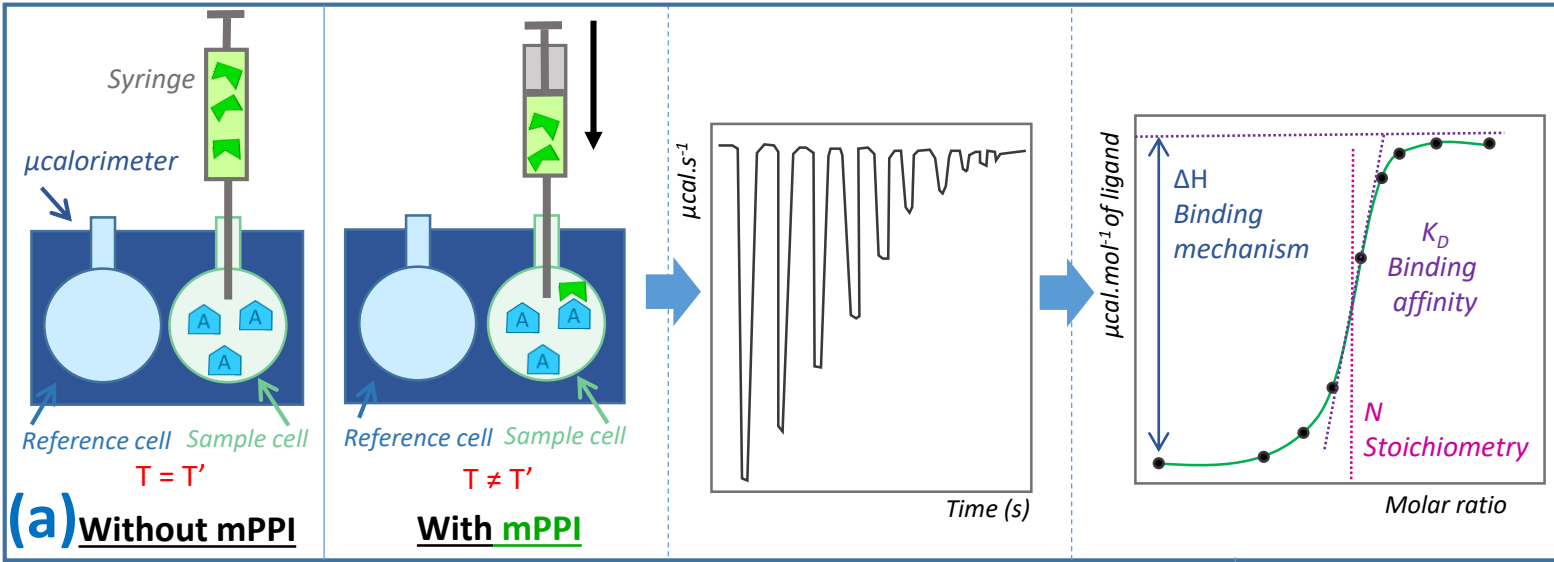 Syringe
µcalorimeter
A
A
A
Reference cell
Sample cell
T = T’
(a)
Without mPPI
A
A
A
Reference cell
Sample cell
T ≠ T’
With mPPI
µcal.s⁻¹
Time (s)
µcal.mol⁻¹ of ligand
ΔH
Binding
mechanism
K_D
Binding
affinity
N
Stoichiometry
Molar ratio